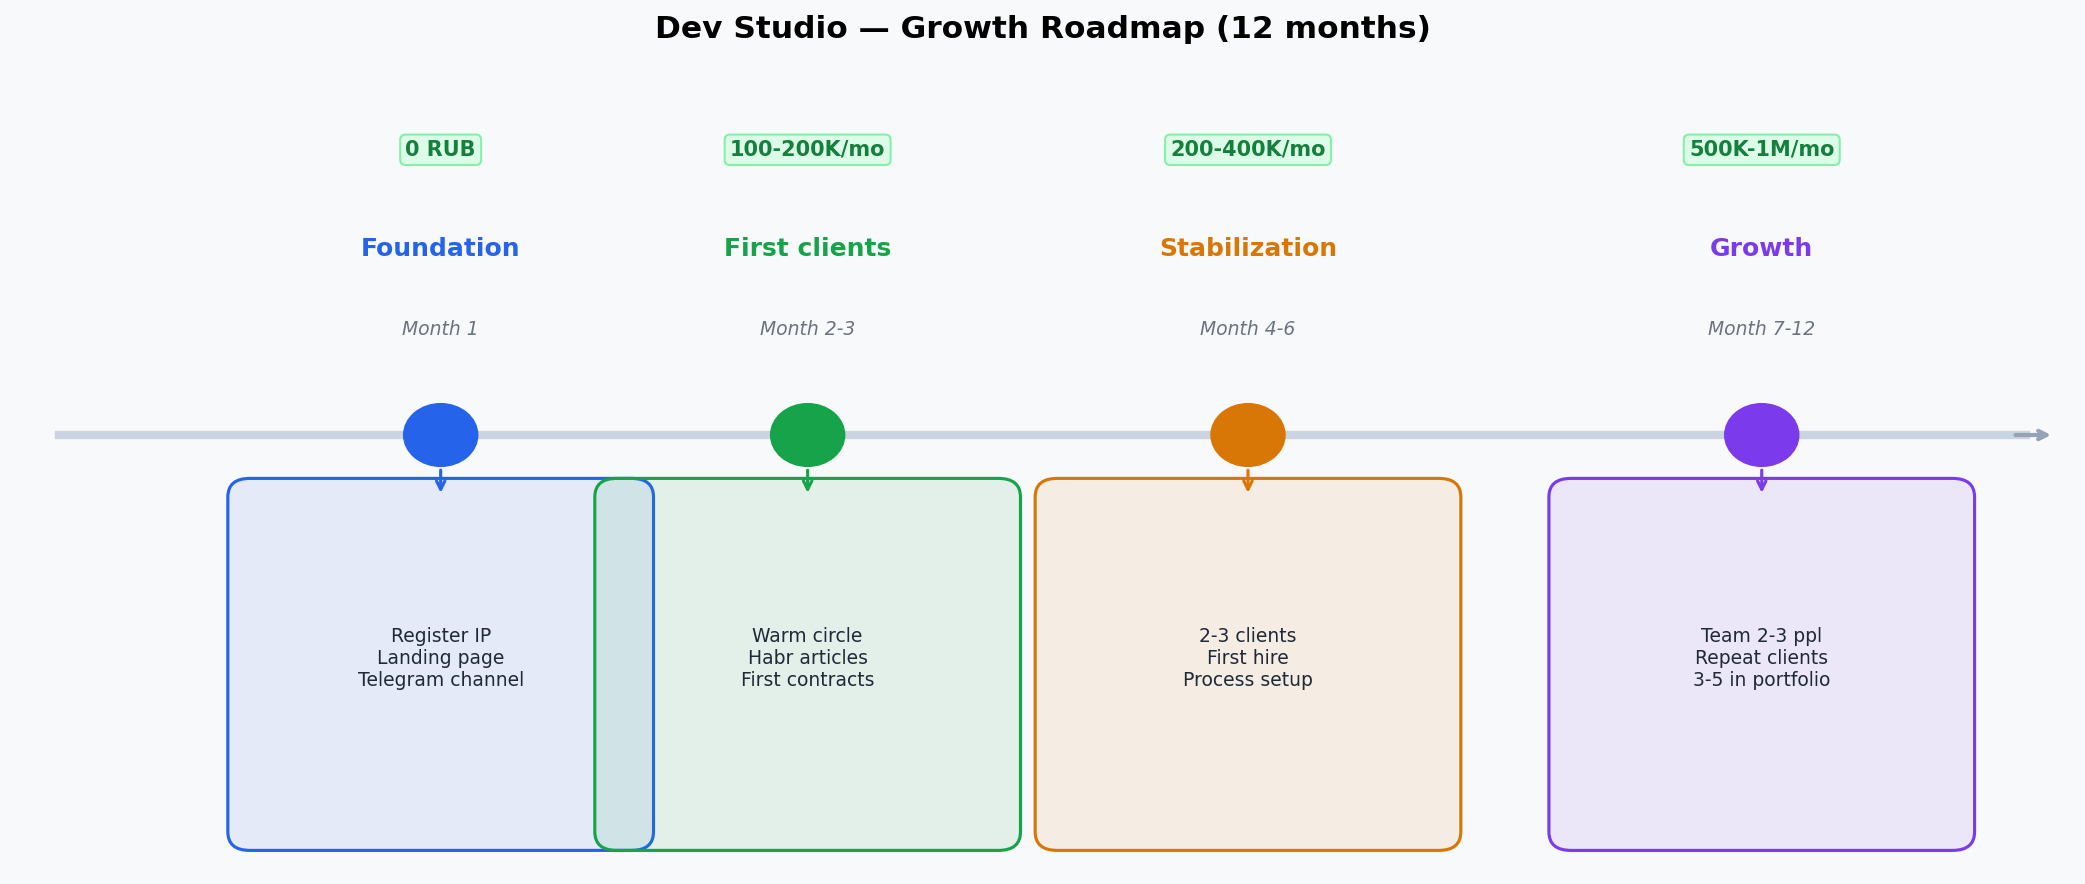 Dev Studio — Growth Roadmap (12 months)
0 RUB
100-200K/mo
200-400K/mo
500K-1M/mo
Foundation
First clients
Stabilization
Growth
Month 1
Month 2-3
Month 4-6
Month 7-12
Register IP
Landing page
Telegram channel
Warm circle
Habr articles
First contracts
2-3 clients
First hire
Process setup
Team 2-3 ppl
Repeat clients
3-5 in portfolio